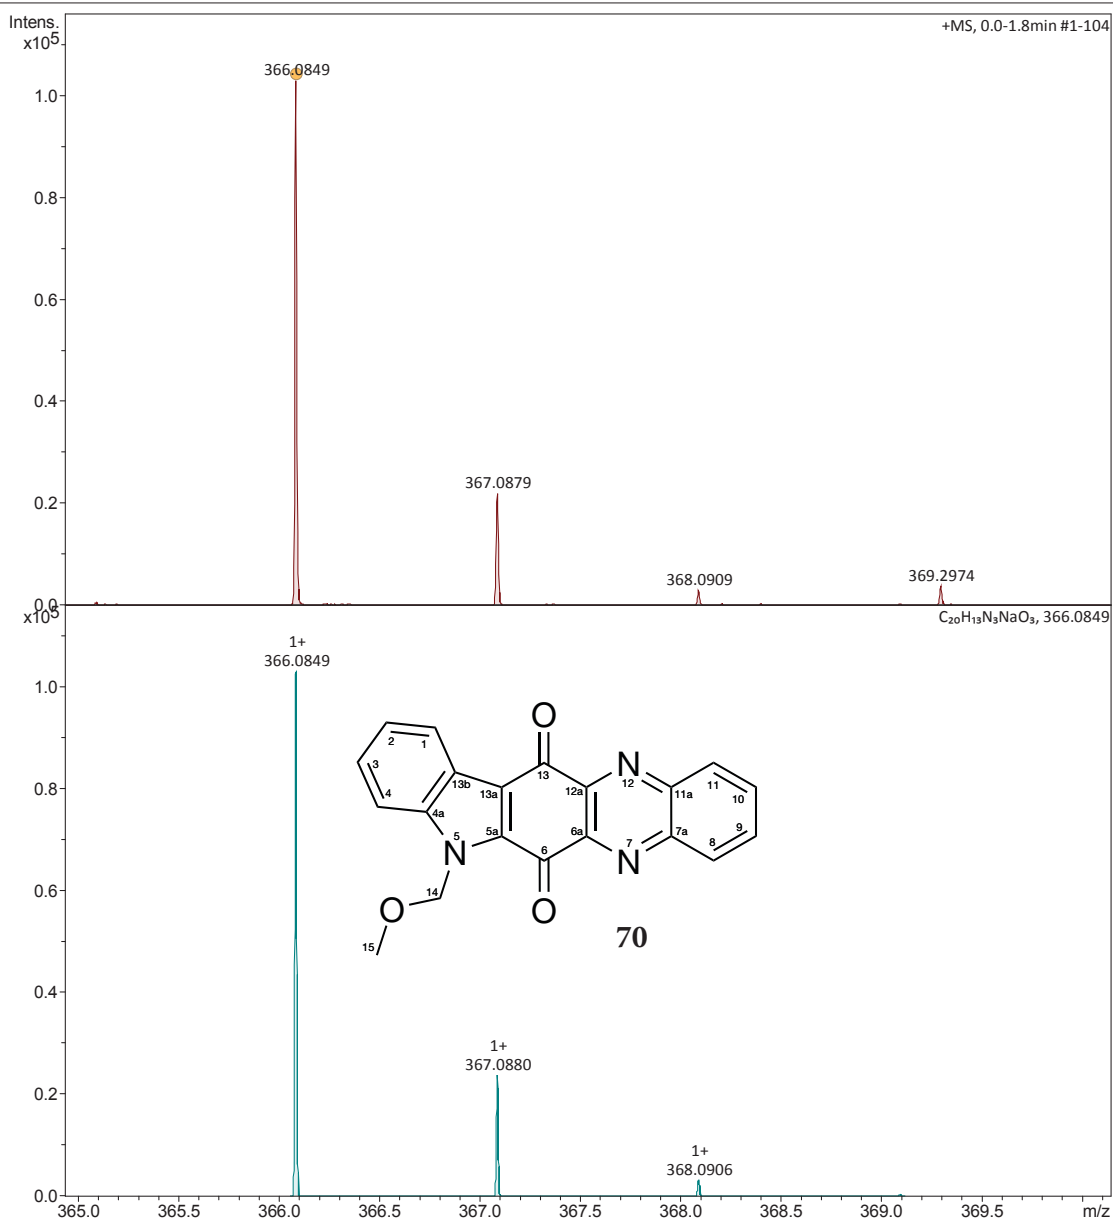 Intens.
x10⁵
+MS, 0.0-1.8min #1-104
366.0849
1.0
0.8
0.6
0.4
367.0879
0.2
368.0909
369.2974
0.0
x10⁵
C₂₀H₁₃N₃NaO₃, 366.0849
1+
366.0849
1.0
O
2
1
13
N
3
12
11
13b
0.8
4
13a
12a
11a
10
4a
5
5a
6a
7
7a
9
8
N
6
N
0.6
14
O
O
70
15
0.4
1+
367.0880
0.2
1+
368.0906
0.0
365.0 365.5 366.0 366.5 367.0 367.5 368.0 368.5 369.0 369.5 m/z